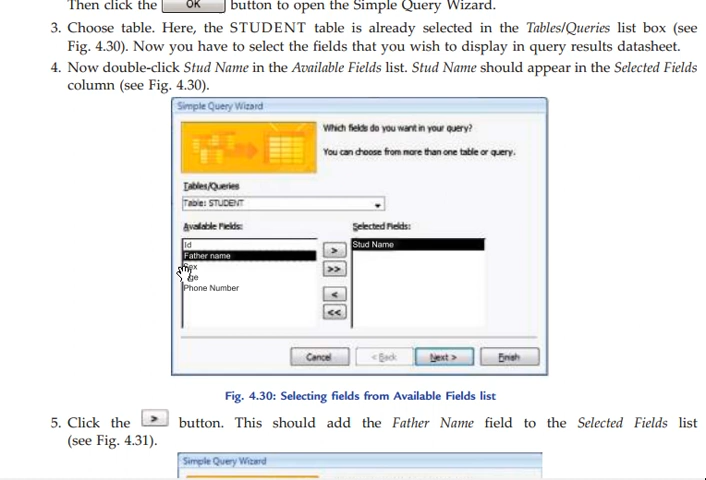 Then click the OK button to open the Simple Query Wizard.
3. Choose table. Here, the STUDENT table is already selected in the Tables/Queries list box (see
Fig. 4.30). Now you have to select the fields that you wish to display in query results datasheet.
4. Now double-click Stud Name in the Available Fields list. Stud Name should appear in the Selected Fields
column (see Fig. 4.30).
Simple Query Wizard
Which fields do you want in your query?
You can choose from more than one table or query.
Tables/Queries
Table: STUDENT
Available Fields:
Selected Fields:
Id
Father name
Phone Number
Stud Name
>
>>
<
<<
Cancel
< Back
Next >
Finish
Fig. 4.30: Selecting fields from Available Fields list
5. Click the > button. This should add the Father Name field to the Selected Fields list
(see Fig. 4.31).
Simple Query Wizard